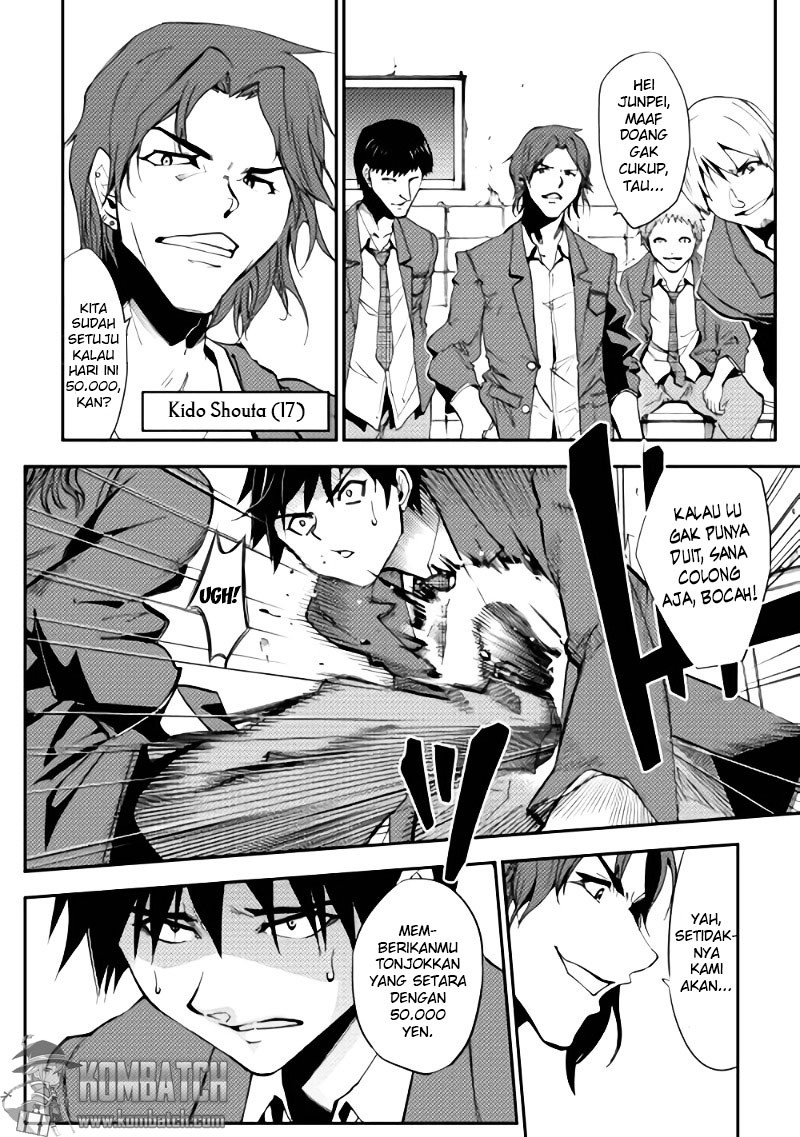 HEI
JUNPEI,
MAAF
DOANG
GAK
CUKUP,
TAU...
KITA
SUDAH
SETUJU
KALAU
HARI INI
50.000,
KAN?
Kido Shouta (17)
KALAU LU
GAK PUNYA
DUIT, SANA
COLONG
AJA, BOCAH!
UGH!
YAH,
SETIDAK-
NYA
KAMI
AKAN...
MEM-
BERIKANMU
TONJOKKAN
YANG SETARA
DENGAN
50.000
YEN.
KOMBATCH
www.kombatch.com